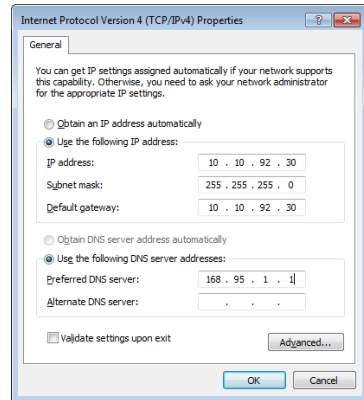 Internet Protocol Version 4 (TCP/IPv4) Properties
General
You can get IP settings assigned automatically if your network supports
this capability. Otherwise, you need to ask your network administrator
for the appropriate IP settings.
Obtain an IP address automatically
Use the following IP address:
IP address: 10 . 10 . 92 . 30
Subnet mask: 255 . 255 . 255 . 0
Default gateway: 10 . 10 . 92 . 30
Obtain DNS server address automatically
Use the following DNS server addresses:
Preferred DNS server: 168 . 95 . 1 . 1
Alternate DNS server: . . .
Validate settings upon exit
Advanced...
OK Cancel